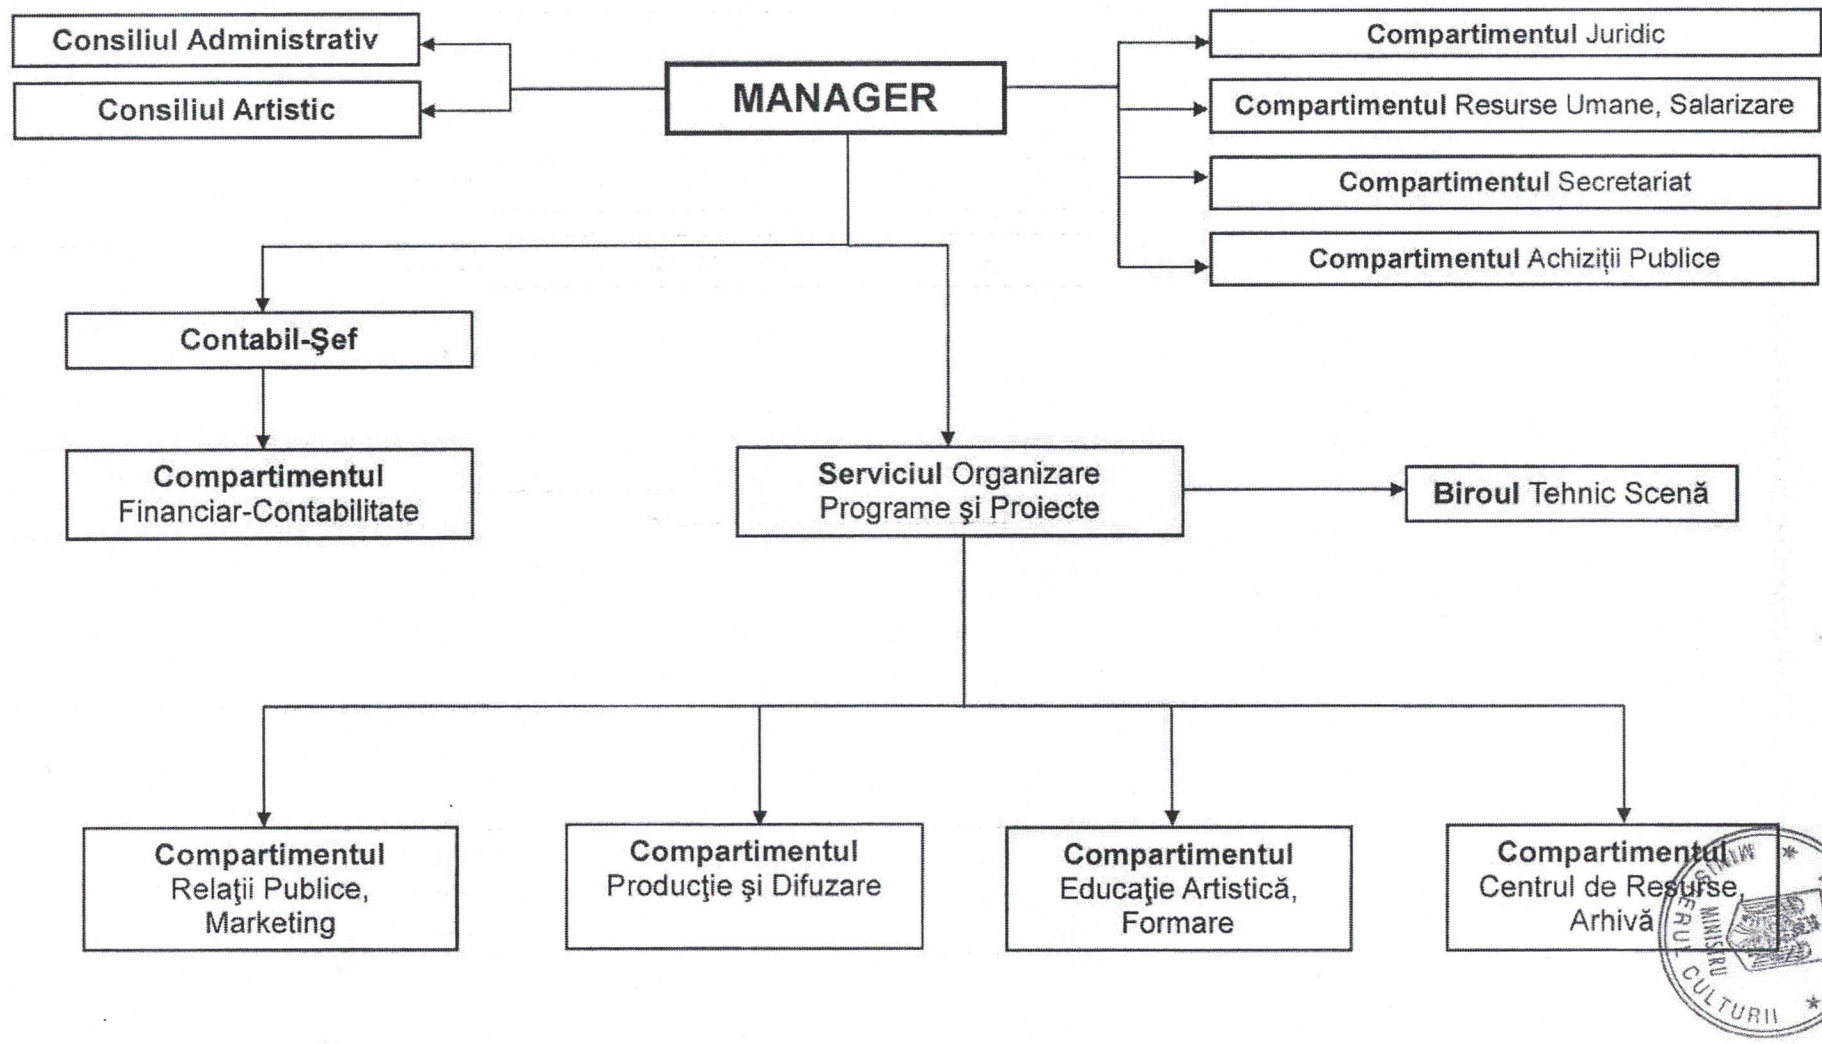 Consiliul Administrativ
Consiliul Artistic
MANAGER
Compartimentul Juridic
Compartimentul Resurse Umane, Salarizare
Compartimentul Secretariat
Compartimentul Achiziții Publice
Contabil-Şef
Compartimentul
Financiar-Contabilitate
Serviciul Organizare
Programe şi Proiecte
Biroul Tehnic Scenă
Compartimentul
Relaţii Publice,
Marketing
Compartimentul
Producţie şi Difuzare
Compartimentul
Educaţie Artistică,
Formare
Compartimentul
Centrul de Resurse,
Arhivă
MINISTERUL CULTURII
MINISTRU